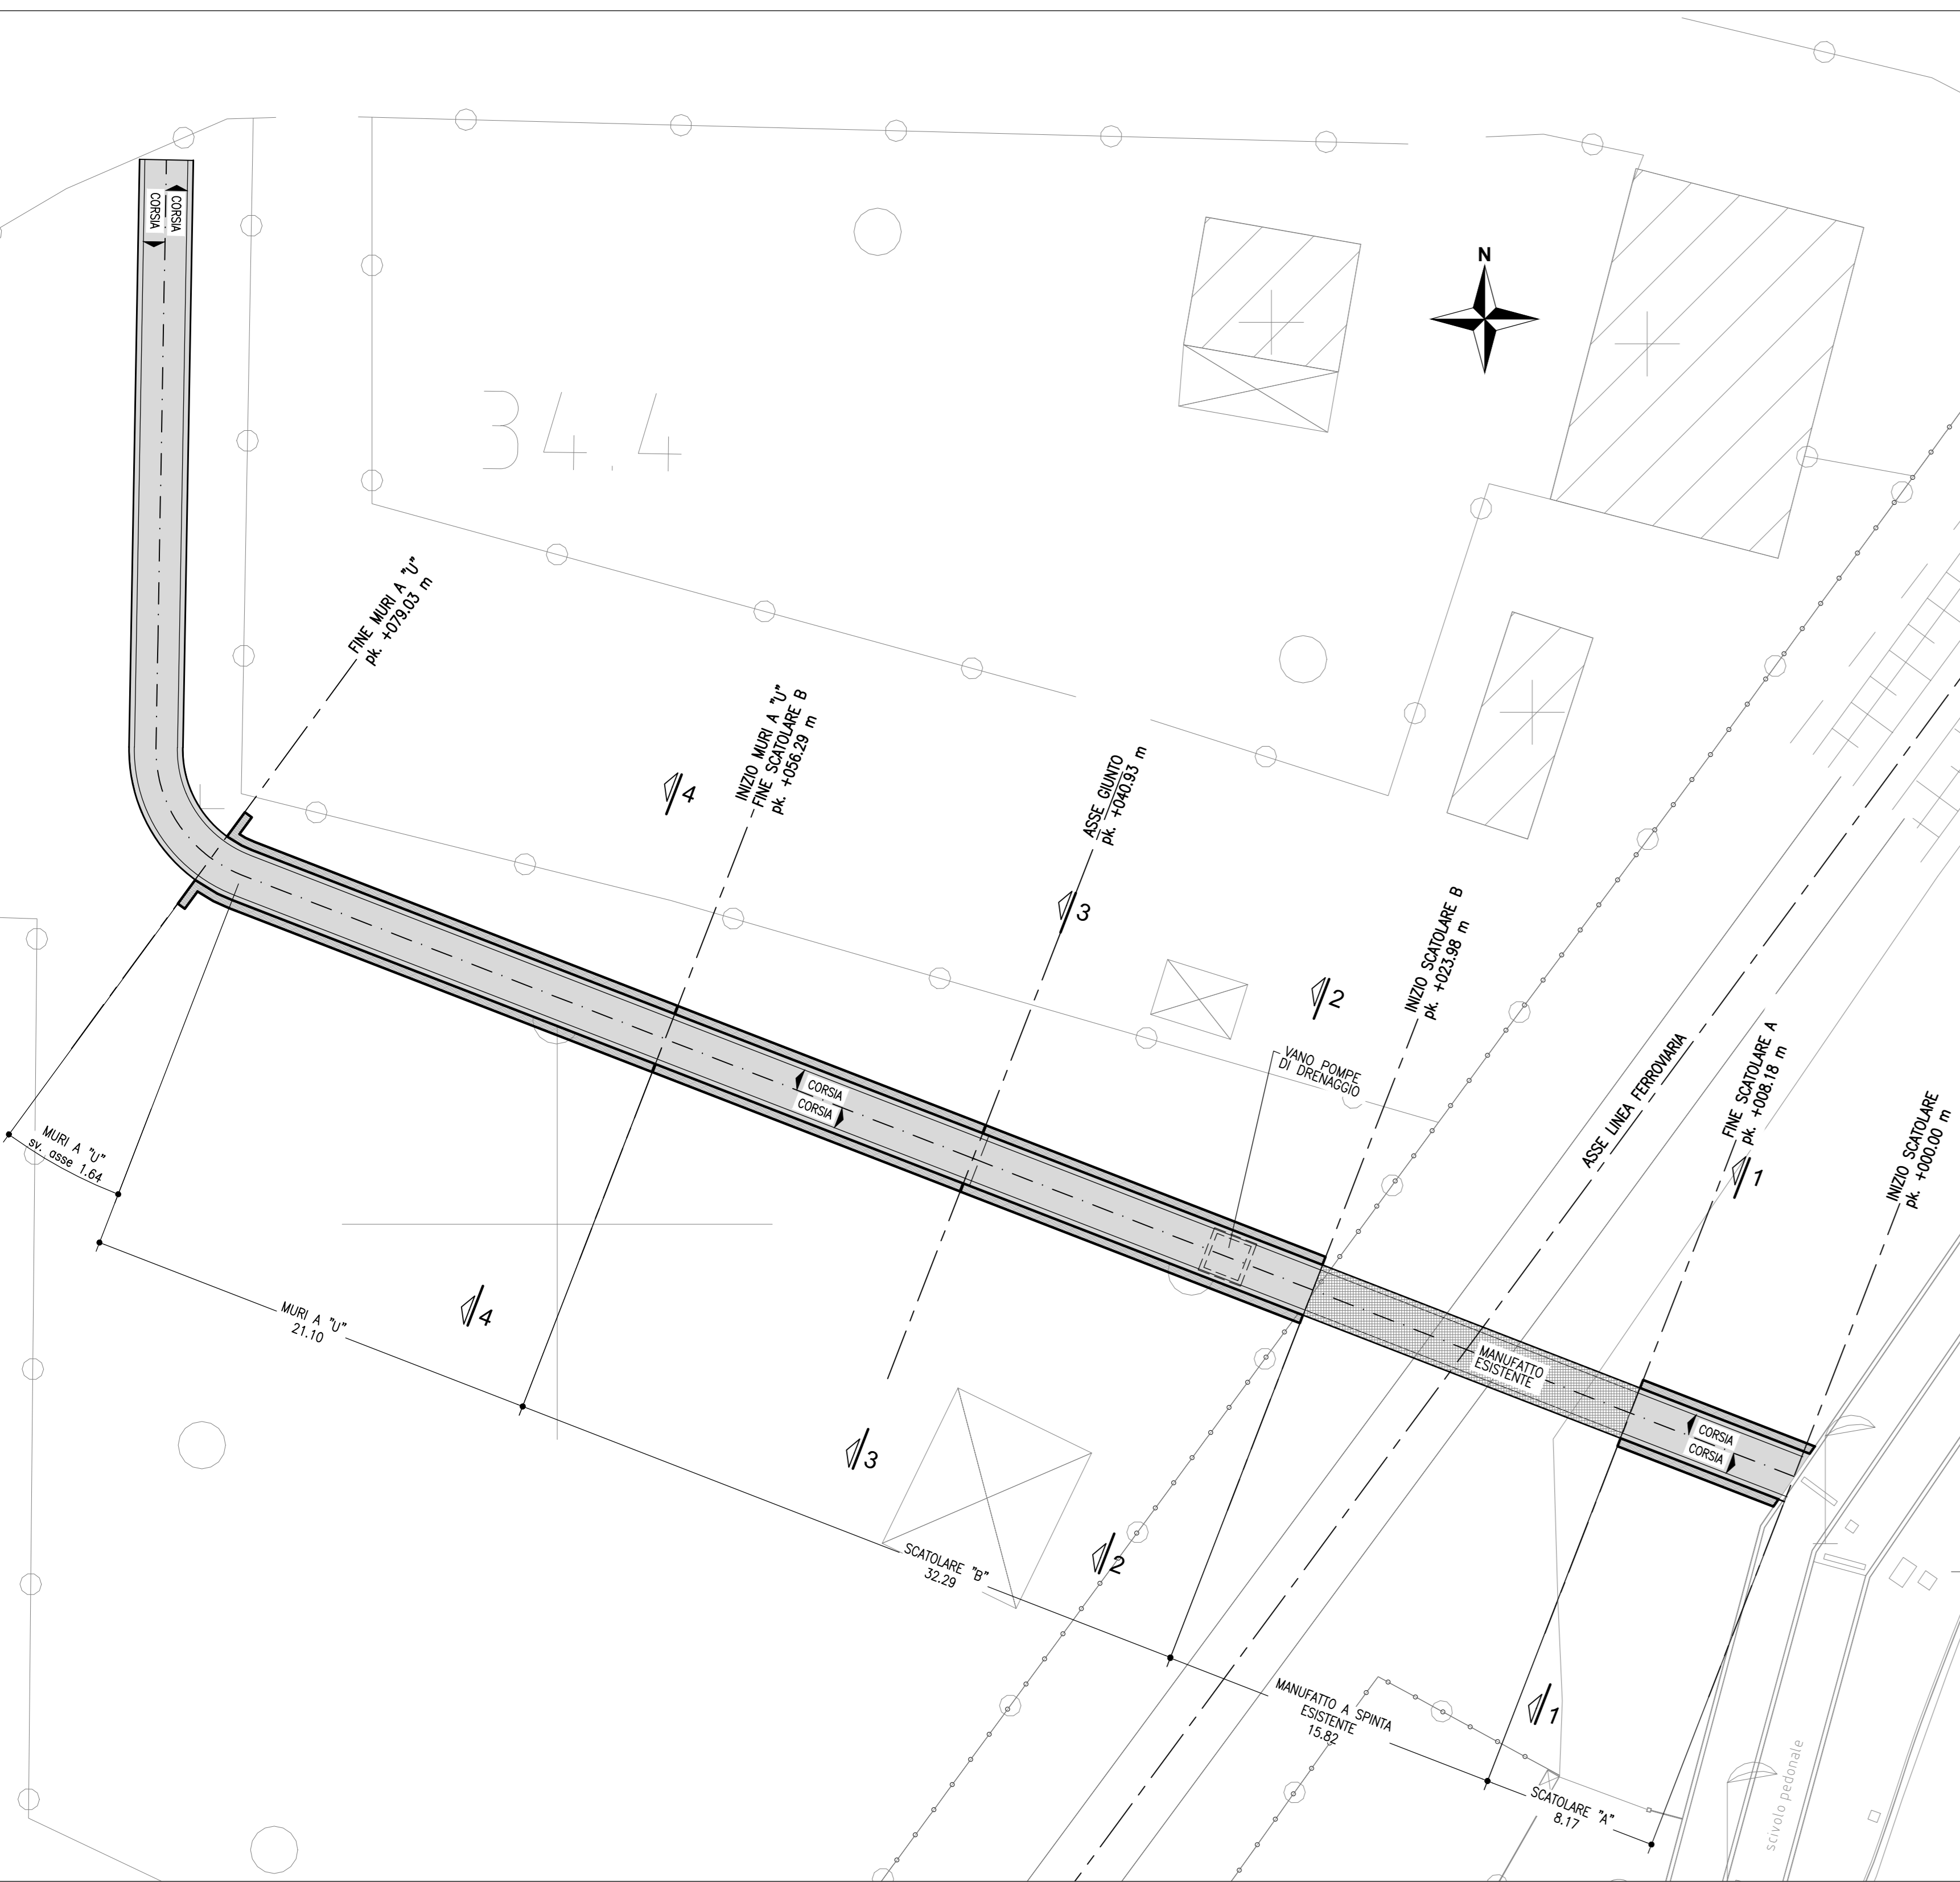 CORSIA
CORSIA
N
34.4
FINE MURI A "U"
pk. +079.03 m
INIZIO MURI A "U"
FINE SCATOLARE B
pk. +056.29 m
4
ASSE GIUNTO
pk. +040.93 m
3
INIZIO SCATOLARE B
pk. +023.98 m
2
VANO POMPE
DI DRENAGGIO
ASSE LINEA FERROVIARIA
FINE SCATOLARE A
pk. +008.18 m
1
INIZIO SCATOLARE
pk. +000.00 m
CORSIA
CORSIA
MURI A "U"
sv. asse 1.64
MURI A "U"
21.10
4
MANUFATTO
ESISTENTE
CORSIA
CORSIA
3
SCATOLARE "B"
32.29
2
MANUFATTO A SPINTA
ESISTENTE
15.82
1
SCATOLARE "A"
8.17
scivolo pedonale